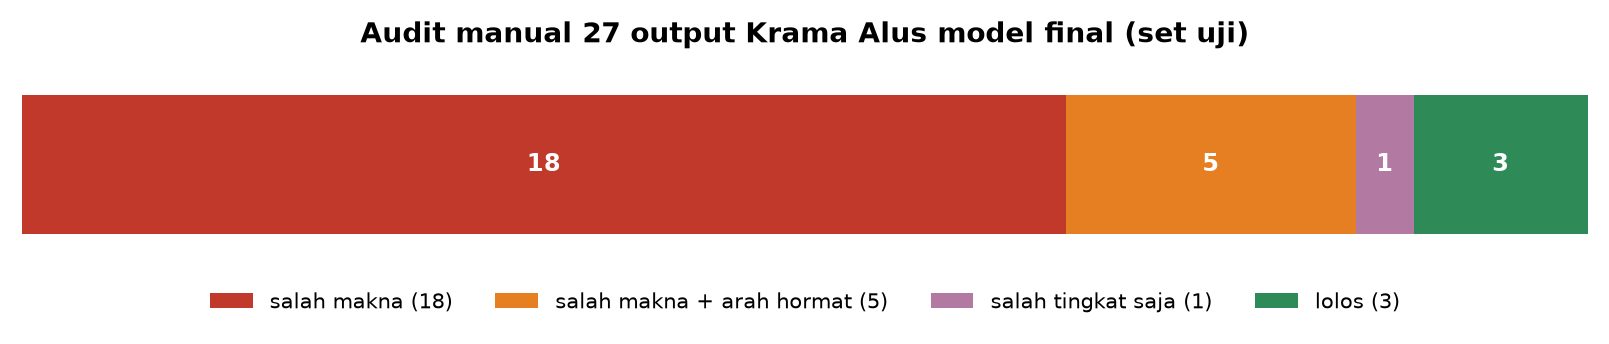 Audit manual 27 output Krama Alus model final (set uji)
18 5 1 3
salah makna (18) salah makna + arah hormat (5) salah tingkat saja (1) lolos (3)